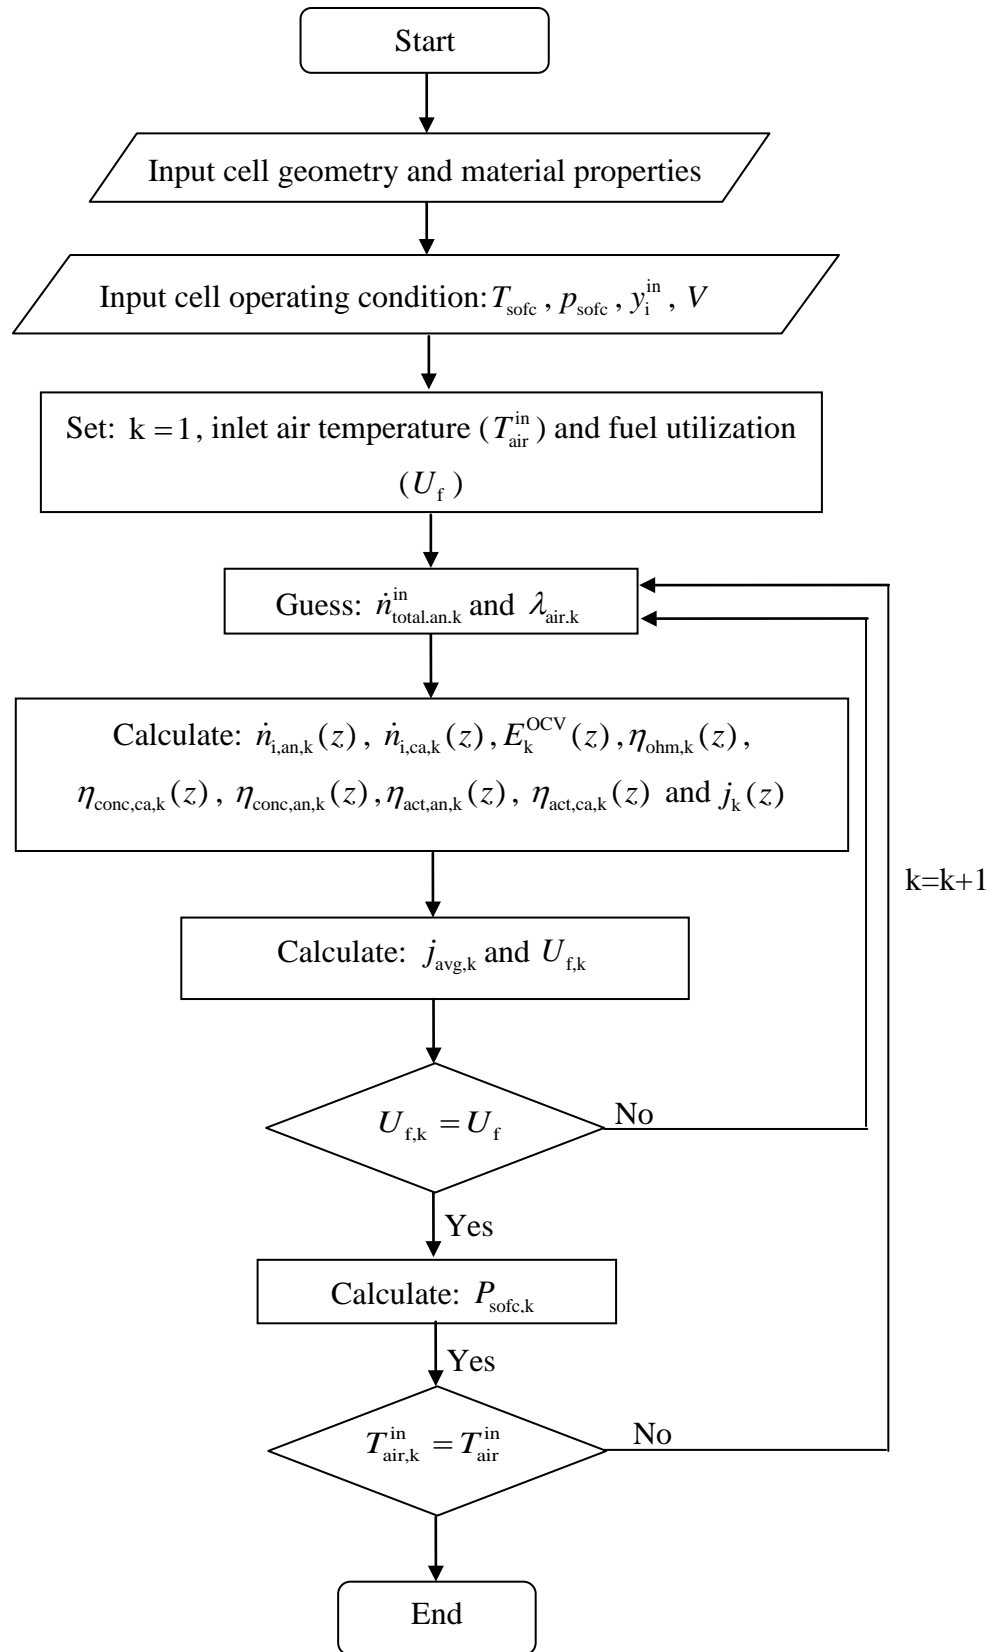 Start
Input cell geometry and material properties
Input cell operating condition: T_sofc , p_sofc , y_i^in , V
Set: k = 1, inlet air temperature (T_air^in) and fuel utilization
(U_f)
Guess: ṅ_total,an,k^in and λ_air,k
Calculate: ṅ_i,an,k(z) , ṅ_i,ca,k(z) , E_k^OCV(z) , η_ohm,k(z) ,
η_conc,ca,k(z) , η_conc,an,k(z) , η_act,an,k(z) , η_act,ca,k(z) and j_k(z)
k=k+1
Calculate: j_avg,k and U_f,k
U_f,k = U_f
No
Yes
Calculate: P_sofc,k
Yes
T_air,k^in = T_air^in
No
End